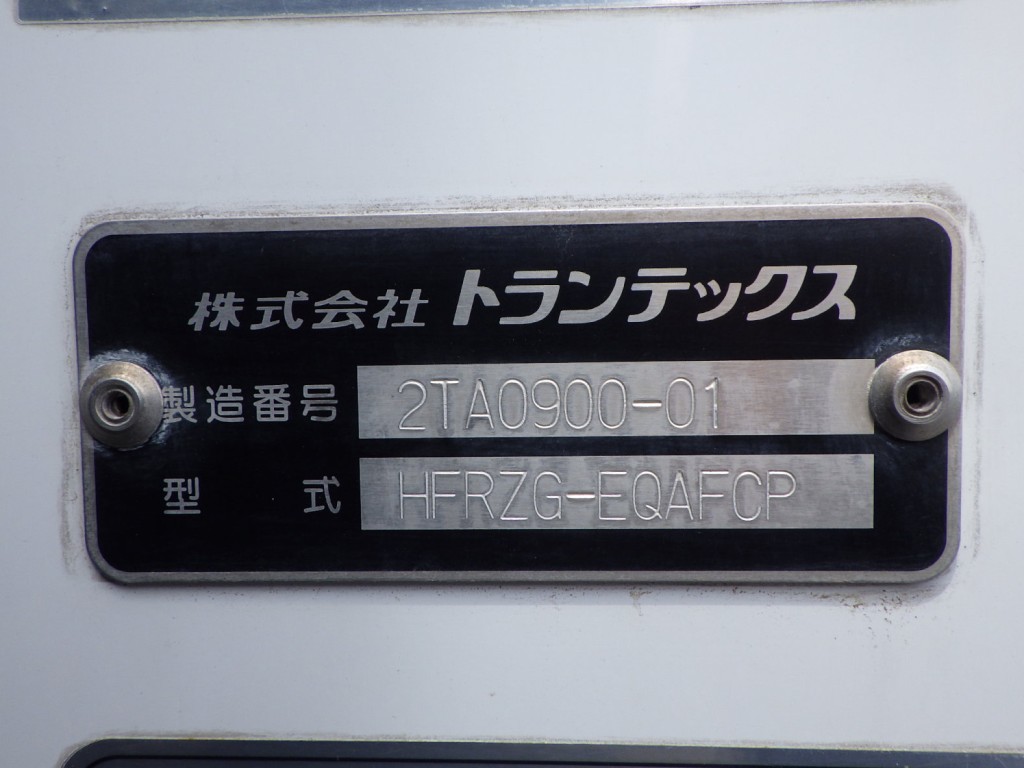 株式会社 トランテックス
製造番号 2TA0900-01
型式 HFRZG-EQAFCP